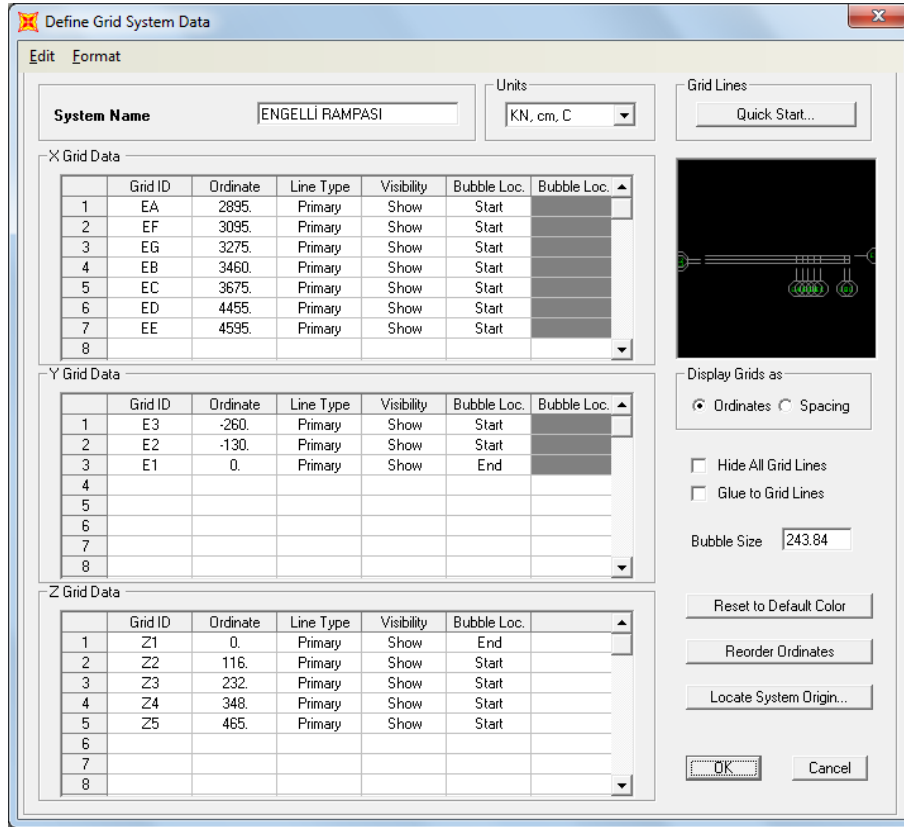 Define Grid System Data
Edit Format
System Name ENGELLİ RAMPASI
Units
KN, cm, C
Grid Lines
Quick Start...
X Grid Data
Grid ID Ordinate Line Type Visibility Bubble Loc. Bubble Loc.
1 EA 2895. Primary Show Start
2 EF 3095. Primary Show Start
3 EG 3275. Primary Show Start
4 EB 3460. Primary Show Start
5 EC 3675. Primary Show Start
6 ED 4455. Primary Show Start
7 EE 4595. Primary Show Start
8
Y Grid Data
Grid ID Ordinate Line Type Visibility Bubble Loc. Bubble Loc.
1 E3 -260. Primary Show Start
2 E2 -130. Primary Show Start
3 E1 0. Primary Show End
4
5
6
7
8
Display Grids as
Ordinates Spacing
Hide All Grid Lines
Glue to Grid Lines
Bubble Size 243.84
Z Grid Data
Grid ID Ordinate Line Type Visibility Bubble Loc.
1 Z1 0. Primary Show End
2 Z2 116. Primary Show Start
3 Z3 232. Primary Show Start
4 Z4 348. Primary Show Start
5 Z5 465. Primary Show Start
6
7
8
Reset to Default Color
Reorder Ordinates
Locate System Origin...
OK Cancel